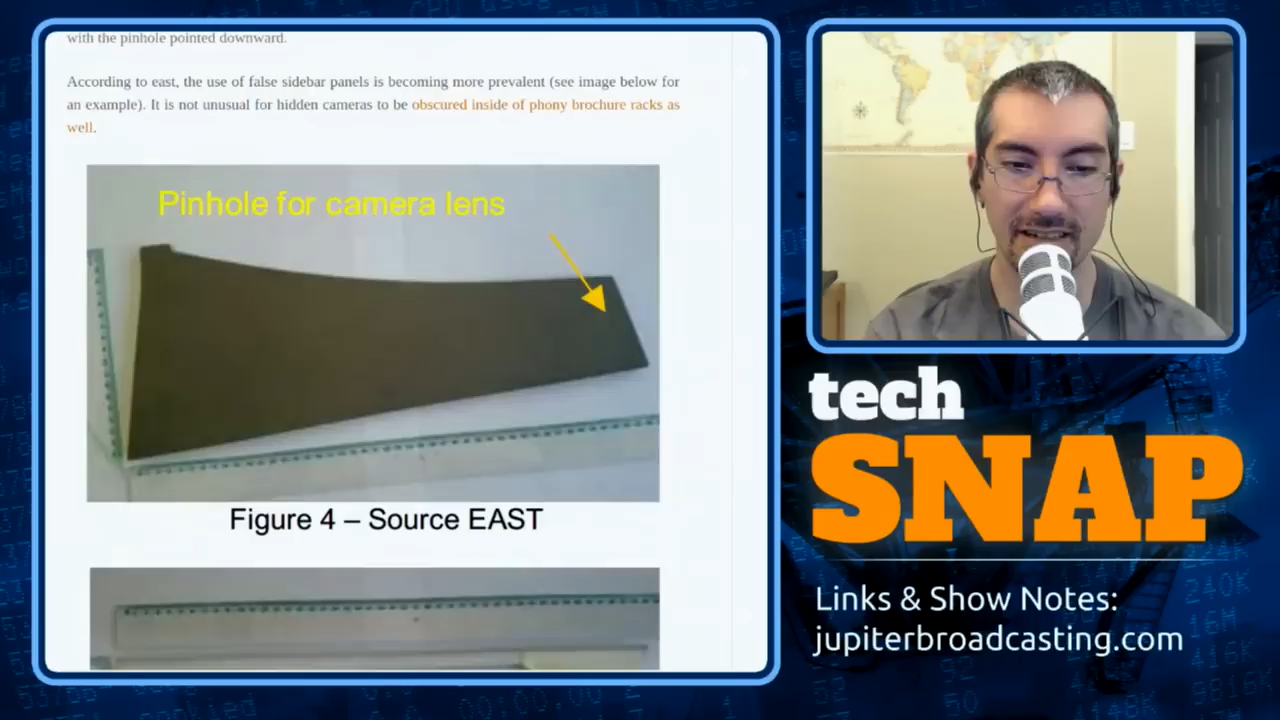 with the pinhole pointed downward.
According to east, the use of false sidebar panels is becoming more prevalent (see image below for
an example). It is not unusual for hidden cameras to be obscured inside of phony brochure racks as
well.
Pinhole for camera lens
Figure 4 – Source EAST
tech
SNAP
Links & Show Notes:
jupiterbroadcasting.com